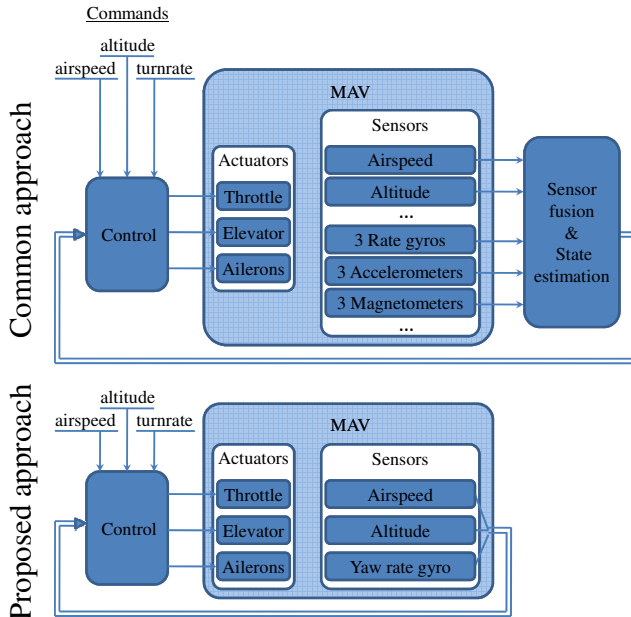 Commands
altitude
airspeed
turnrate
Common approach
MAV
Sensors
Actuators
Airspeed
Altitude
...
3 Rate gyros
3 Accelerometers
3 Magnetometers
...
Throttle
Elevator
Ailerons
Control
Sensor
fusion
&
State
estimation
Proposed approach
altitude
airspeed
turnrate
MAV
Actuators
Sensors
Throttle
Elevator
Ailerons
Airspeed
Altitude
Yaw rate gyro
Control